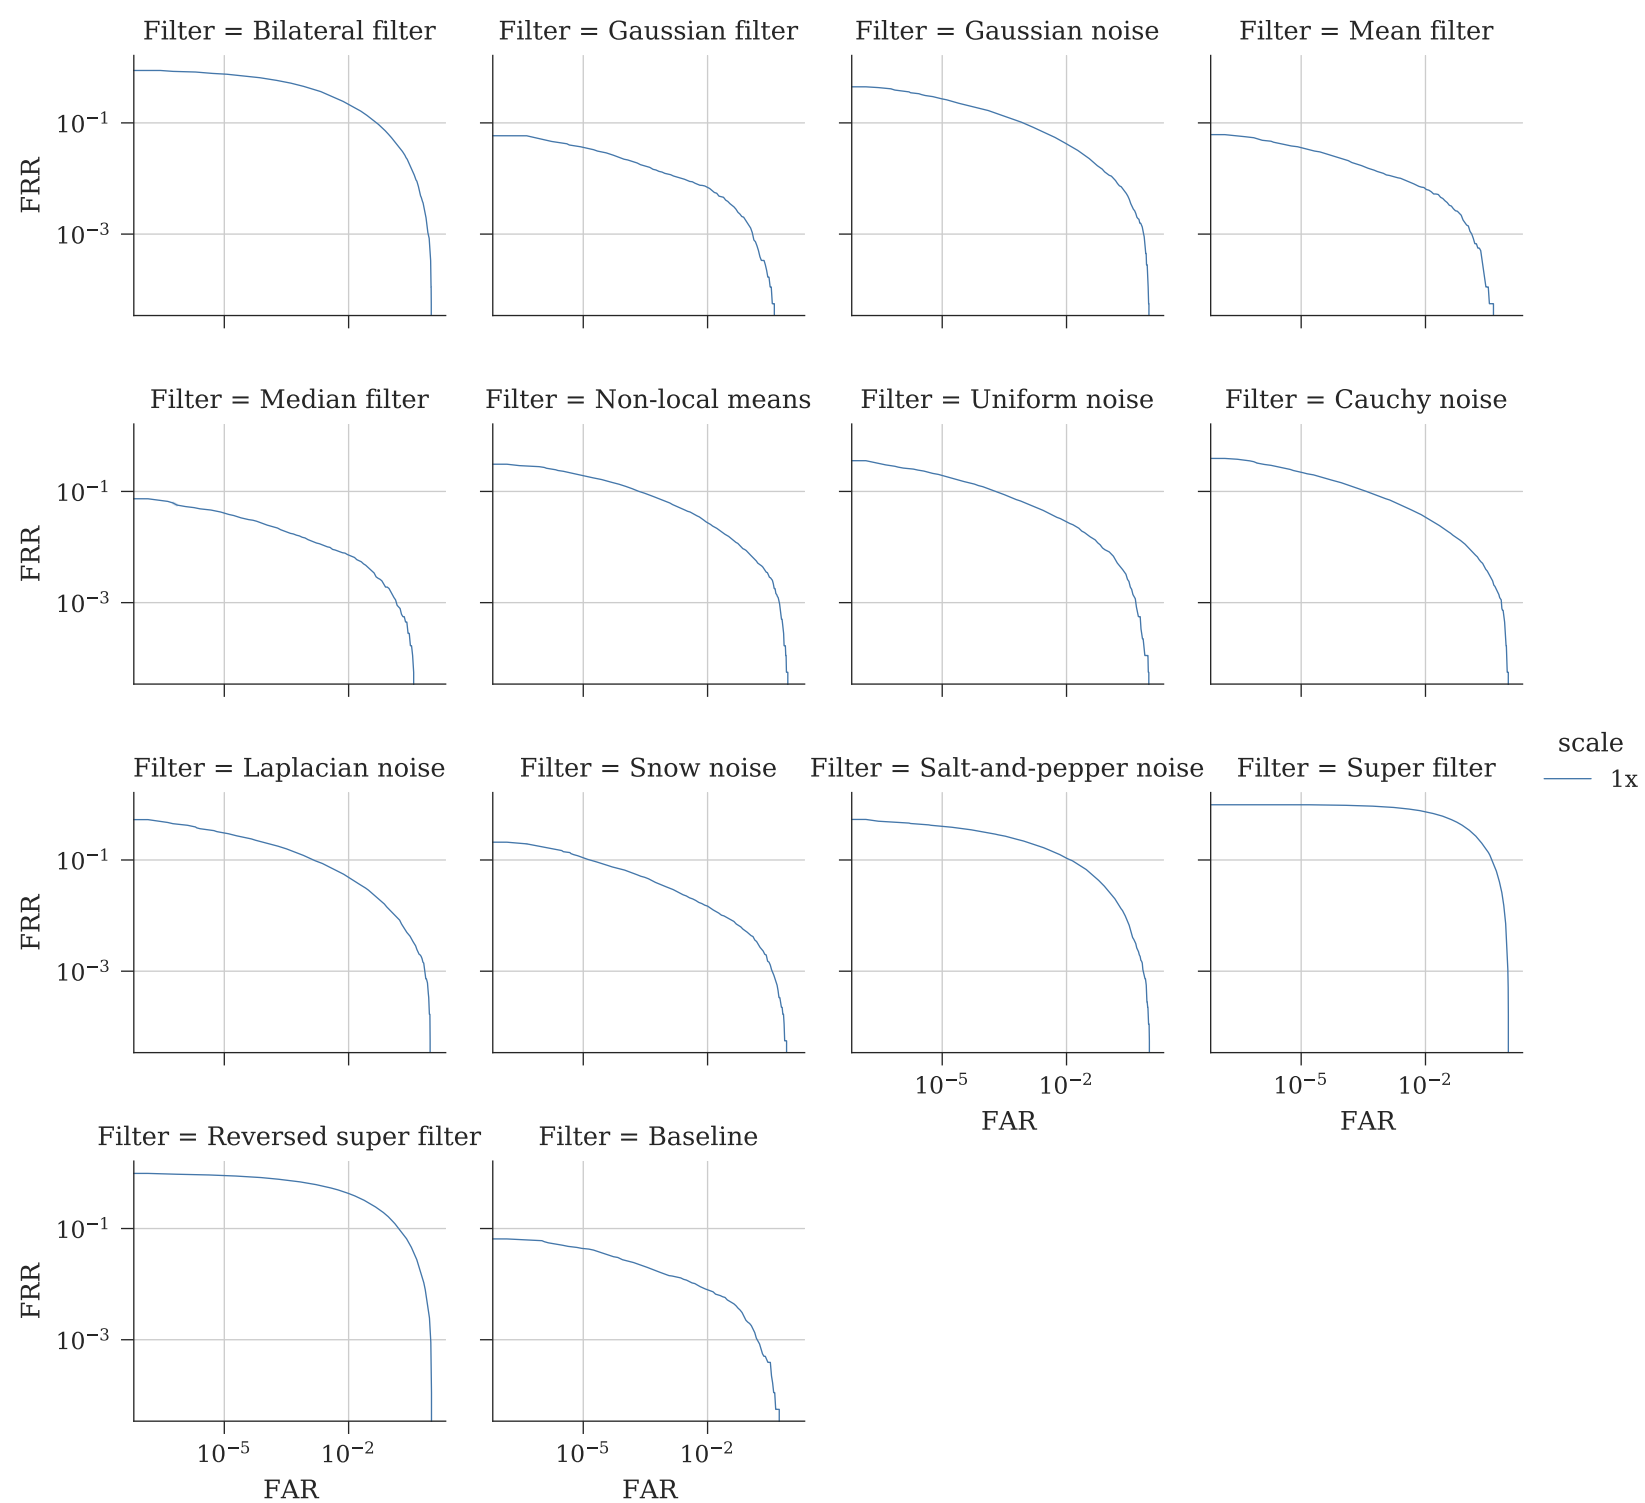 Filter = Bilateral filter
Filter = Gaussian filter
Filter = Gaussian noise
Filter = Mean filter
FRR
10⁻¹
10⁻³
Filter = Median filter
Filter = Non-local means
Filter = Uniform noise
Filter = Cauchy noise
FRR
10⁻¹
10⁻³
scale
1x
Filter = Laplacian noise
Filter = Snow noise
Filter = Salt-and-pepper noise
Filter = Super filter
FRR
10⁻¹
10⁻³
10⁻⁵
10⁻²
FAR
10⁻⁵
10⁻²
FAR
Filter = Reversed super filter
Filter = Baseline
FRR
10⁻¹
10⁻³
10⁻⁵
10⁻²
FAR
10⁻⁵
10⁻²
FAR